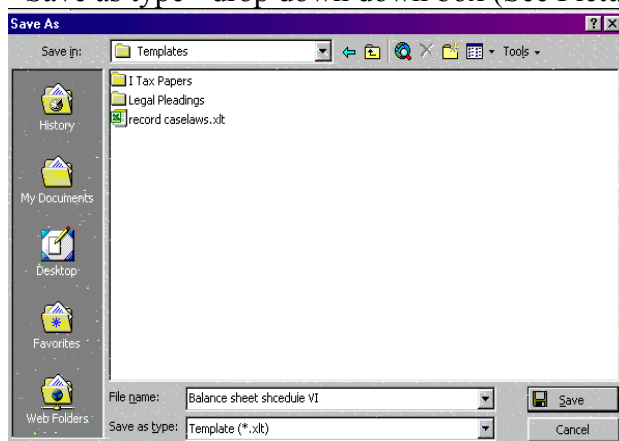 "Save as type" drop down down box (See Pictu
Save As
Save in:
Templates
Tools
I Tax Papers
Legal Pleadings
record caselaws.xlt
History
My Documents
Desktop
Favorites
Web Folders
File name:
Balance sheet shceduie VI
Save
Save as type:
Template (*.xlt)
Cancel